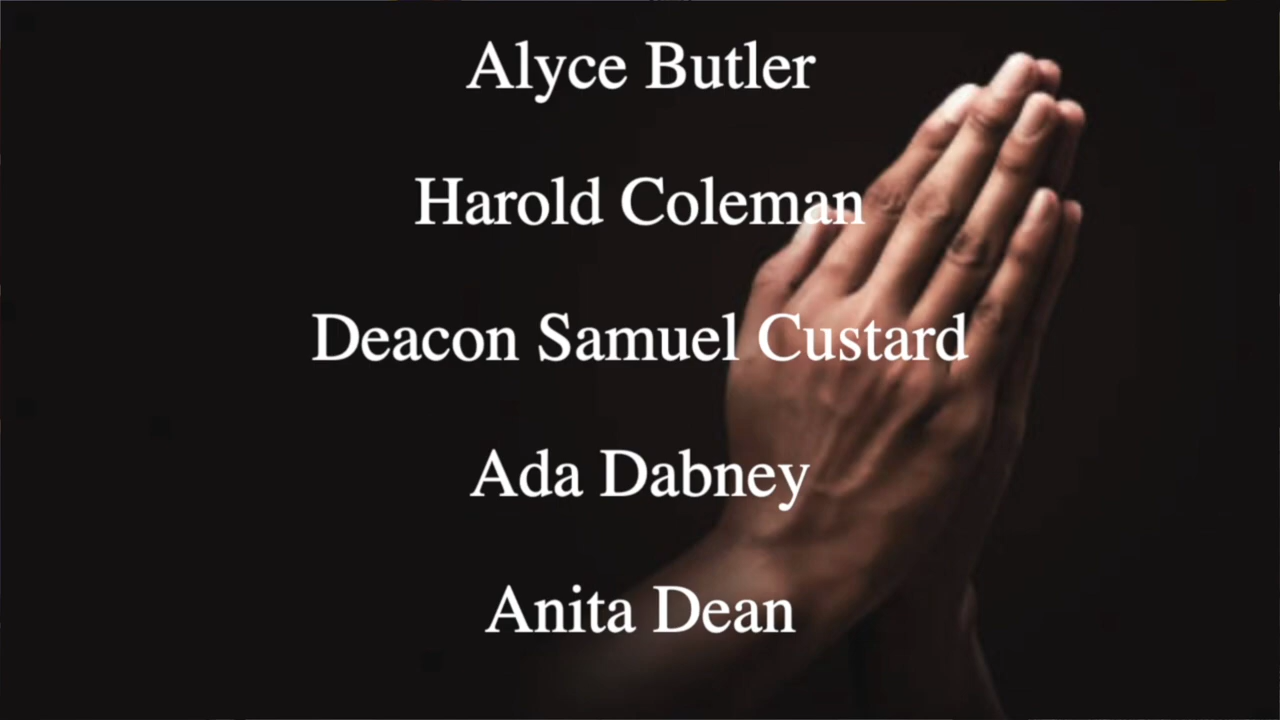 Alyce Butler
Harold Coleman
Deacon Samuel Custard
Ada Dabney
Anita Dean